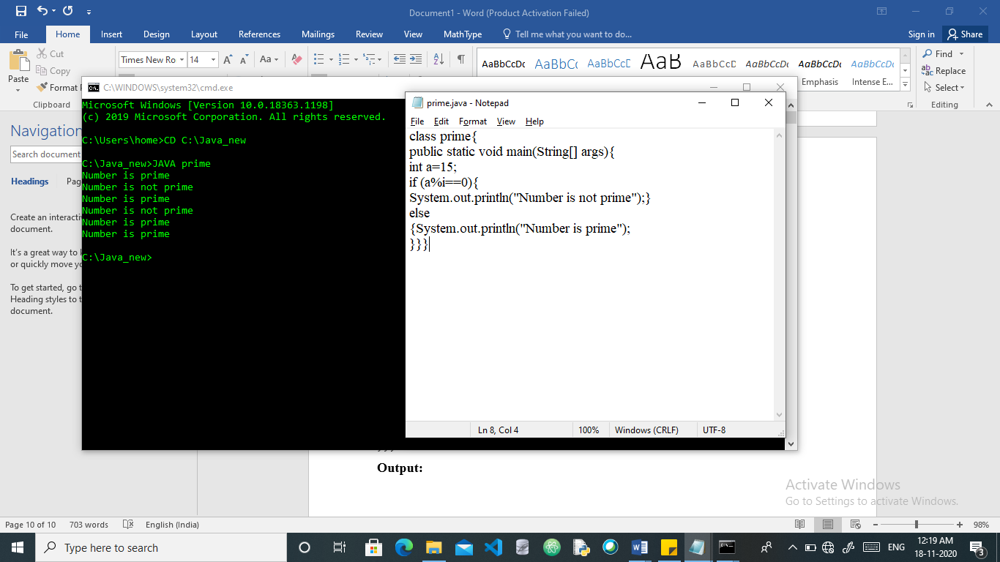 Document1 - Word (Product Activation Failed)
File Home Insert Design Layout References Mailings Review View MathType Tell me what you want to do... Sign in Share
Cut
Copy
Paste
Format
Clipboard
Times New Ro 14
Aa
AaBbCcDc AaBbCc AaBbCcC AaB AaBbCcC AaBbCcDc AaBbCcDc AaBbCcDc
Emphasis Intense E...
Find
Replace
Select
Editing
Navigation
Search document
Headings Pag
Create an interacti
document.
It's a great way to
or quickly move yo
To get started, go t
Heading styles to t
document.
C:\WINDOWS\system32\cmd.exe
Microsoft Windows [Version 10.0.18363.1198]
(c) 2019 Microsoft Corporation. All rights reserved.
C:\Users\home>CD C:\Java_new
C:\Java_new>JAVA prime
Number is prime
Number is not prime
Number is prime
Number is not prime
Number is prime
Number is prime
C:\Java_new>
prime.java - Notepad
File Edit Format View Help
class prime{
public static void main(String[] args){
int a=15;
if (a%i==0){
System.out.println("Number is not prime");}
else
{System.out.println("Number is prime");
}}}
Ln 8, Col 4 100% Windows (CRLF) UTF-8
Output:
Activate Windows
Go to Settings to activate Windows.
Page 10 of 10 703 words English (India) 98%
Type here to search
ENG
12:19 AM
18-11-2020
3